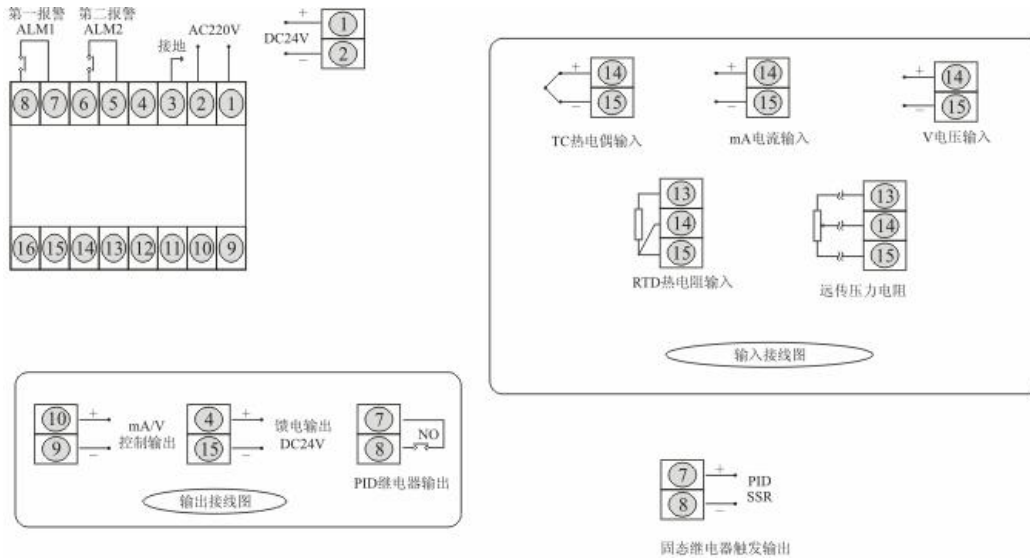 第一报警 第二报警
ALM1 ALM2 AC220V
接地
8 7 6 5 4 3 2 1
16 15 14 13 12 11 10 9
+ 1
DC24V
− 2
+ 14
− 15
TC热电偶输入
+ 14
− 15
mA电流输入
+ 14
− 15
V电压输入
13
14
15
RTD热电阻输入
13
14
15
远传压力电阻
输入接线图
10 + mA/V
9 − 控制输出
4 + 馈电输出
15 − DC24V
7
8 NO
PID继电器输出
输出接线图
7 + PID
8 − SSR
固态继电器触发输出